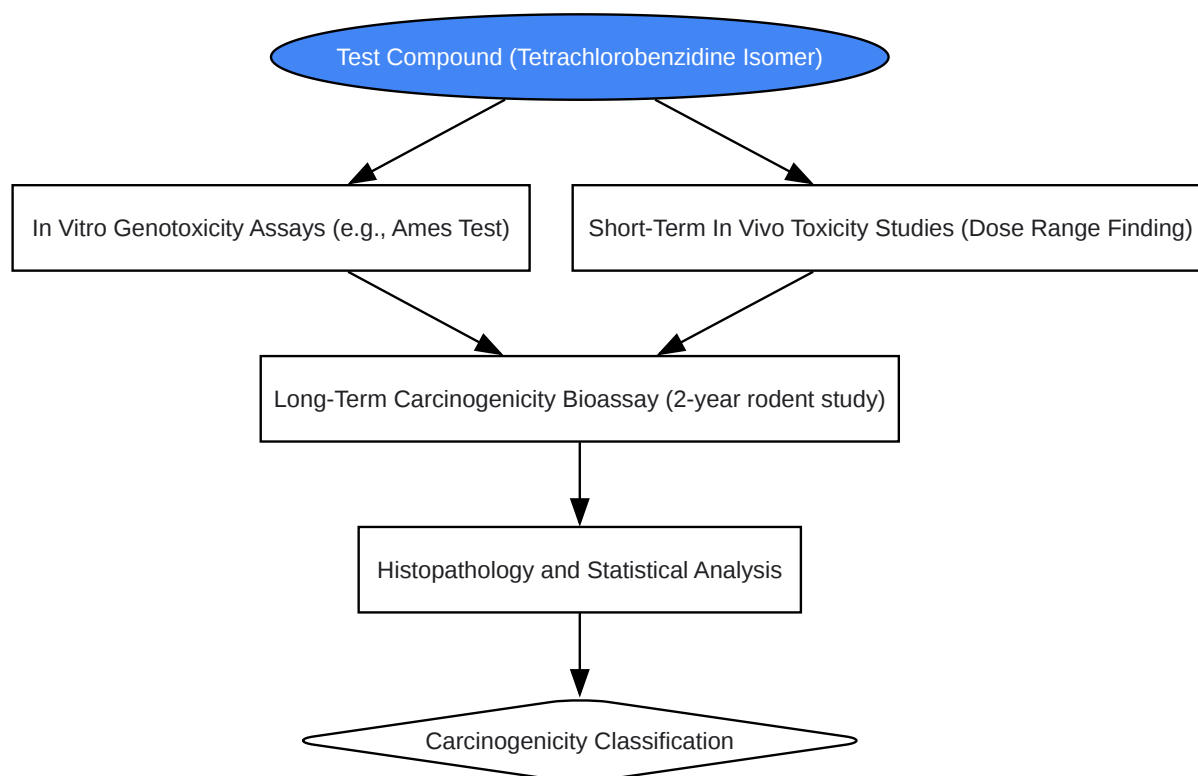 Test Compound (Tetrachlorobenzidine Isomer)
In Vitro Genotoxicity Assays (e.g., Ames Test)
Short-Term In Vivo Toxicity Studies (Dose Range Finding)
Long-Term Carcinogenicity Bioassay (2-year rodent study)
Histopathology and Statistical Analysis
Carcinogenicity Classification